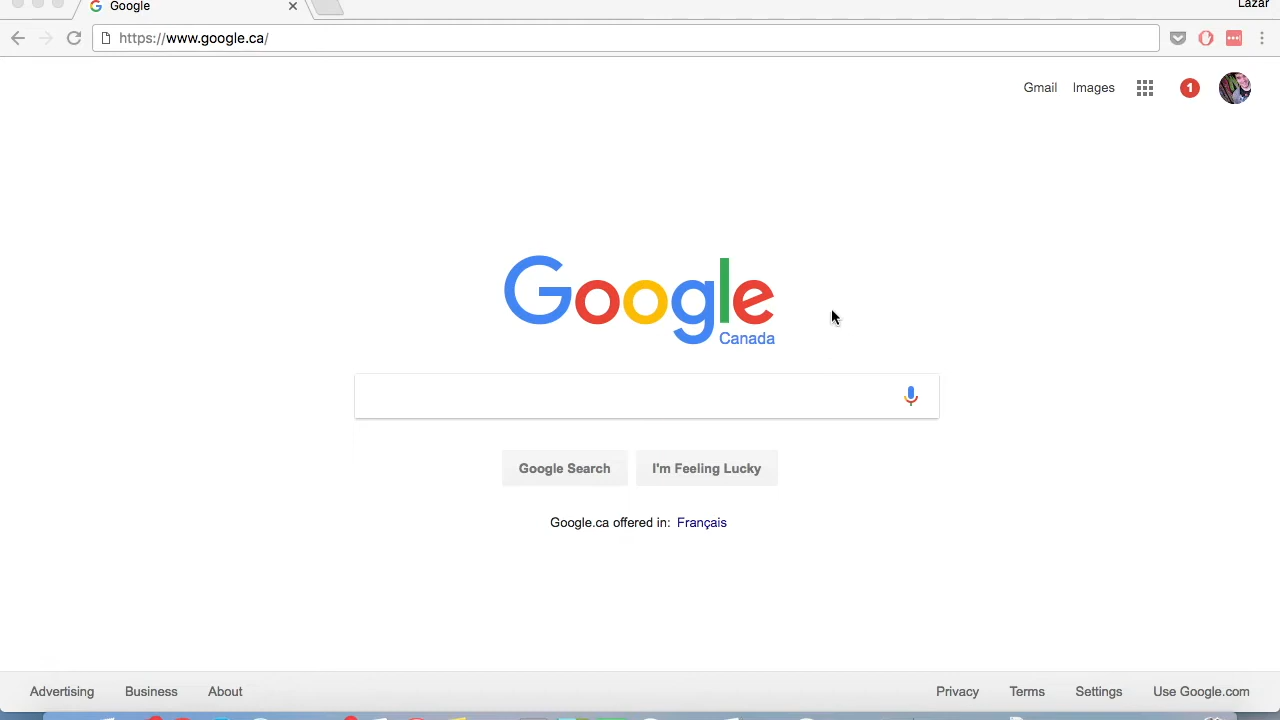 Google
Lazar
https://www.google.ca/
Gmail Images 1
Google
Canada
Google Search I'm Feeling Lucky
Google.ca offered in: Français
Advertising Business About Privacy Terms Settings Use Google.com